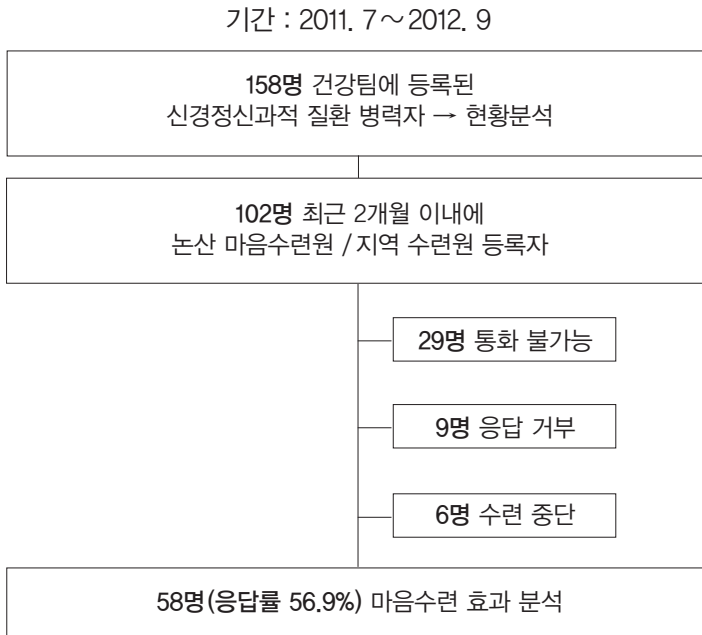 기간 : 2011. 7～2012. 9
158명 건강팀에 등록된
신경정신과적 질환 병력자 → 현황분석
102명 최근 2개월 이내에
논산 마음수련원 / 지역 수련원 등록자
29명 통화 불가능
9명 응답 거부
6명 수련 중단
58명(응답률 56.9%) 마음수련 효과 분석